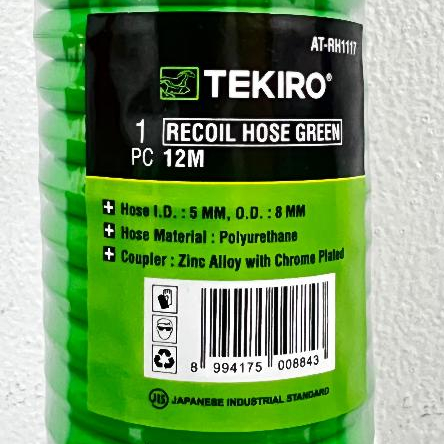 AT-RH1117
TEKIRO®
1 PC
RECOIL HOSE GREEN
12M
Hose I.D. : 5 MM, O.D. : 8 MM
Hose Material : Polyurethane
Coupler : Zinc Alloy with Chrome Plated
8 994175 008843
JIS JAPANESE INDUSTRIAL STANDARD